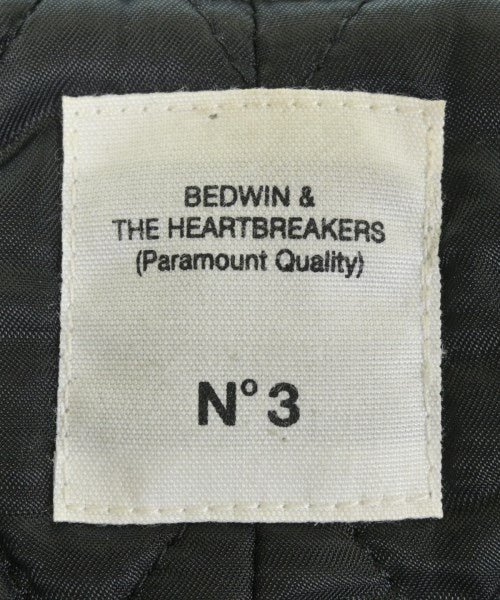 BEDWIN &
THE HEARTBREAKERS
(Paramount Quality)
N° 3